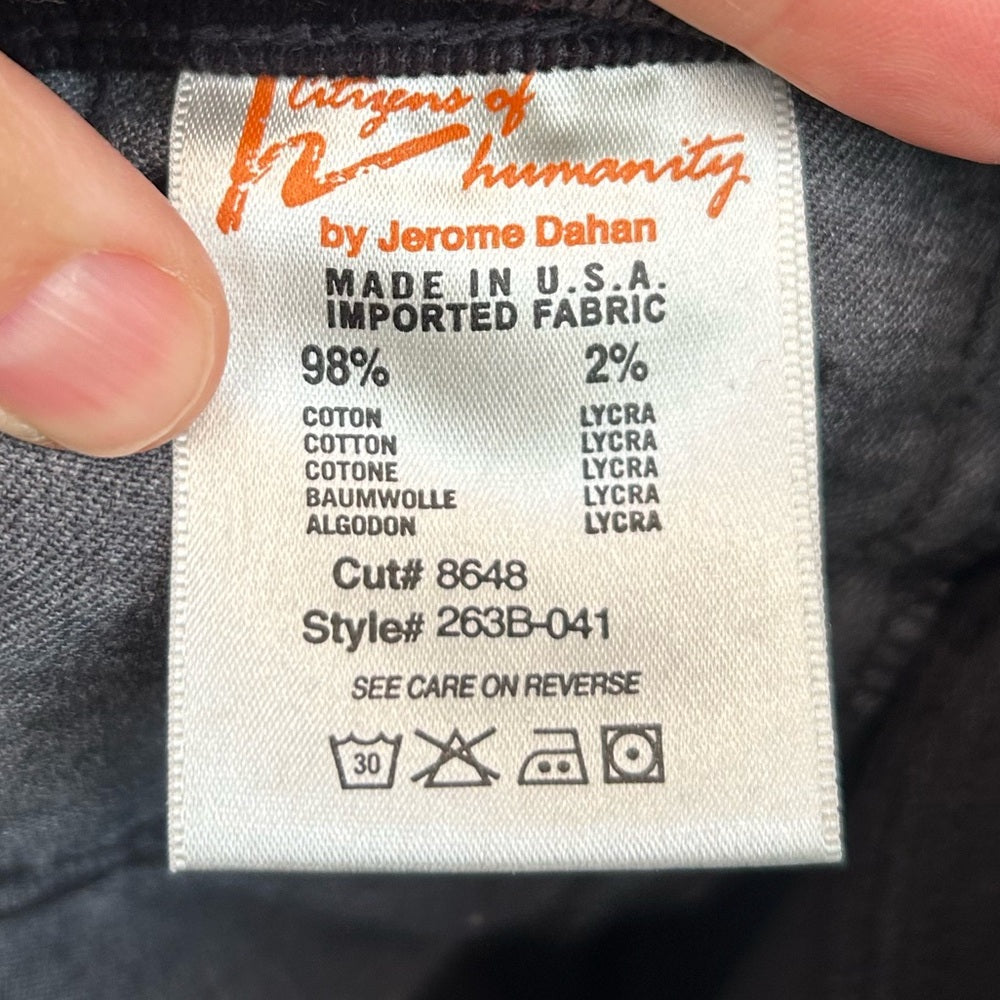 Citizens of
humanity
by Jerome Dahan
MADE IN U.S.A.
IMPORTED FABRIC
98% 2%
COTON LYCRA
COTTON LYCRA
COTONE LYCRA
BAUMWOLLE LYCRA
ALGODON LYCRA
Cut# 8648
Style# 263B-041
SEE CARE ON REVERSE
30